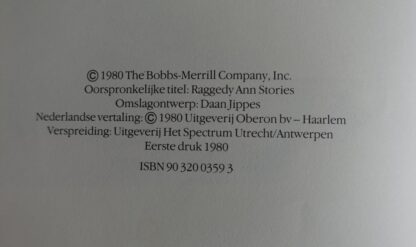 © 1980 The Bobbs-Merrill Company, Inc.
Oorspronkelijke titel: Raggedy Ann Stories
Omslagontwerp: Daan Jippes
Nederlandse vertaling: © 1980 Uitgeverij Oberon bv – Haarlem
Verspreiding: Uitgeverij Het Spectrum Utrecht/Antwerpen
Eerste druk 1980
ISBN 90 320 0359 3